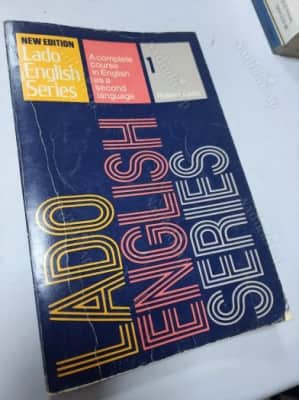 NEW EDITION
Lado
English
Series
A complete
course
in English
as a
second
language
1
Robert Lado
LADO
ENGLISH
SERIES